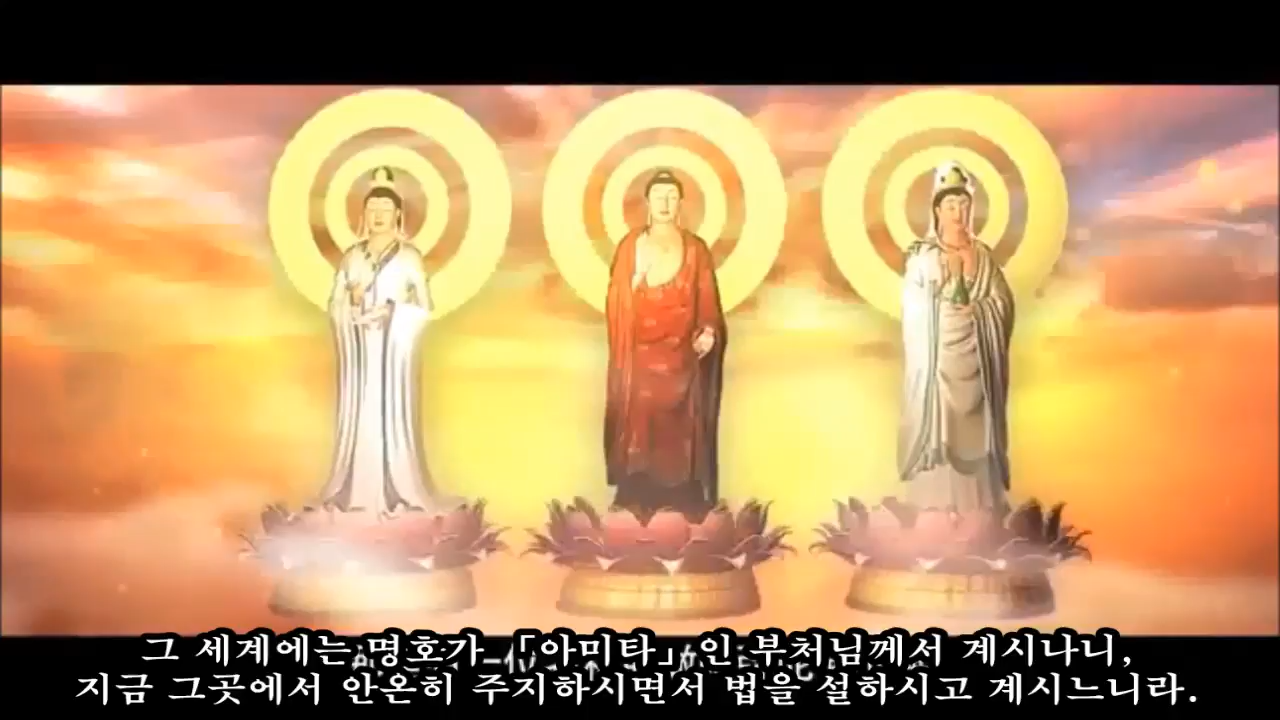 그 세계에는 명호가 「아미타」인 부처님께서 계시나니,
지금 그곳에서 안온히 주지하시면서 법을 설하시고 계시느니라.